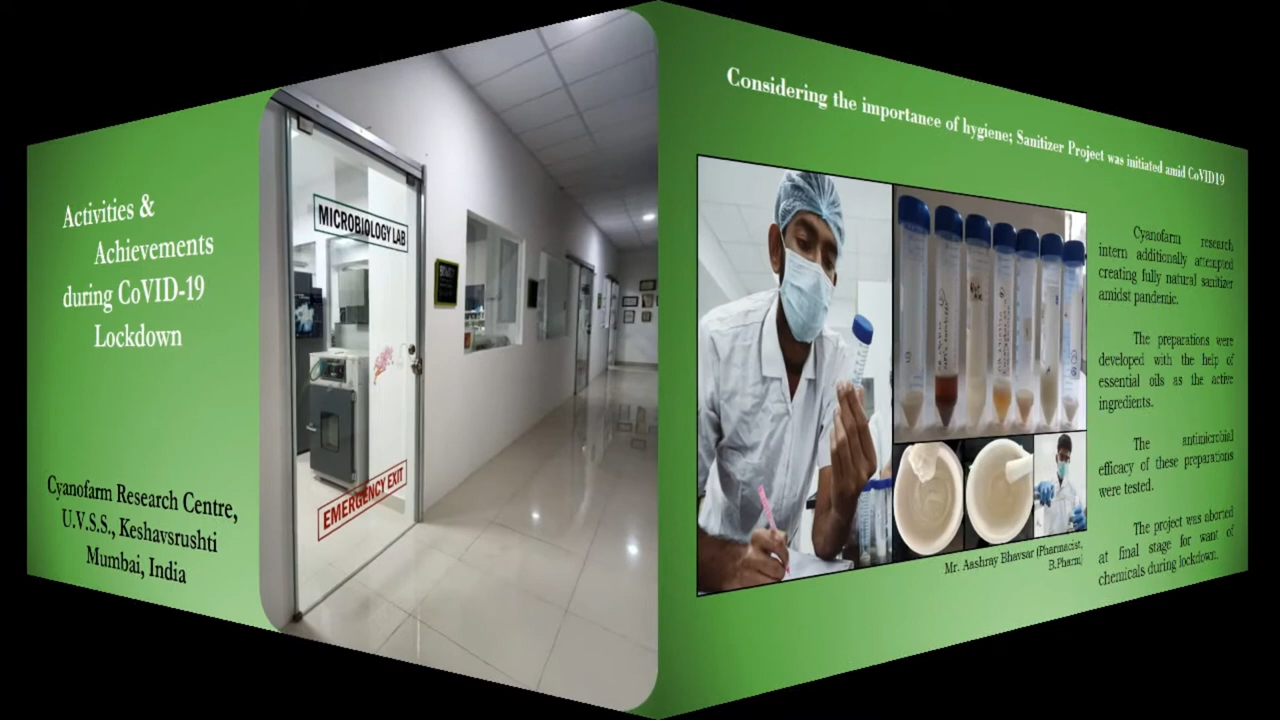 Activities &
Achievements
during CoVID-19
Lockdown
Cyanofarm Research Centre,
U.V.S.S., Keshavsrushti
Mumbai, India
MICROBIOLOGY LAB
EMERGENCY EXIT
Considering the importance of hygiene; Sanitizer Project was initiated amid CoVID19
Cyanofarm research
intern additionally attempted
creating fully natural sanitizer
amidst pandemic.
The preparations were
developed with the help of
essential oils as the active
ingredients.
The antimicrobial
efficacy of these preparations
were tested.
The project was aborted
at final stage for want of
chemicals during lockdown.
Mr. Aashray Bhavsar (Pharmacist,
B.Pharm)